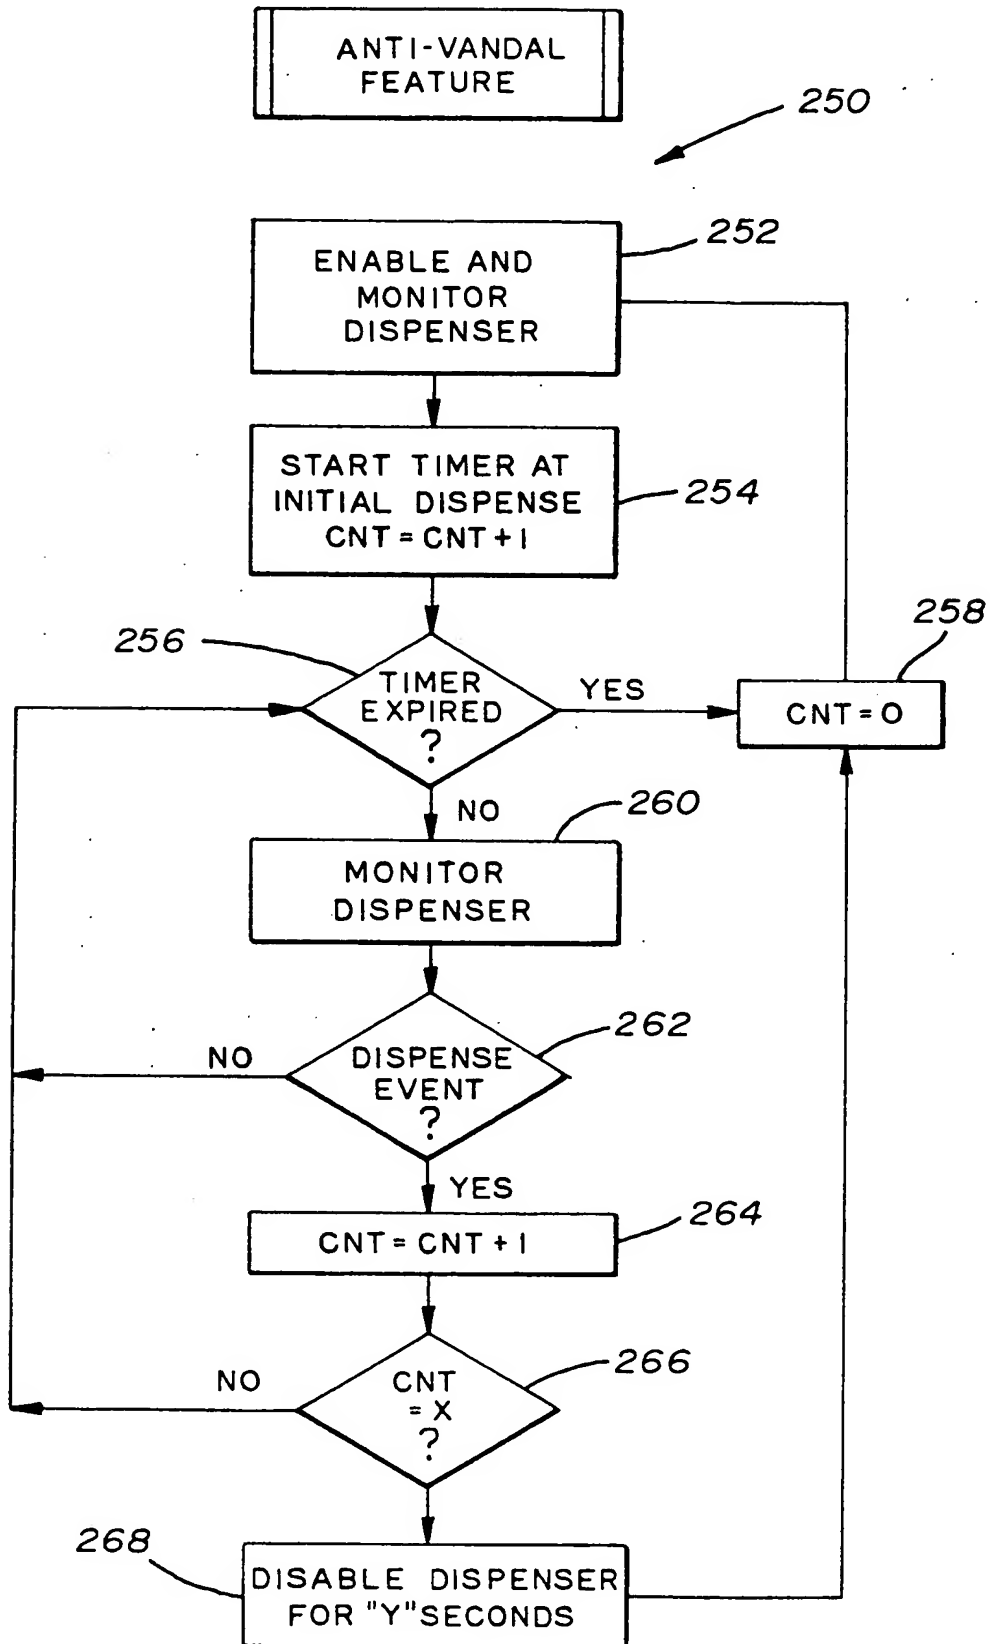 ANTI-VANDAL
FEATURE
250
252
ENABLE AND
MONITOR
DISPENSER
START TIMER AT
INITIAL DISPENSE
CNT = CNT + 1
254
256
TIMER
EXPIRED
?
YES
258
CNT = 0
NO
260
MONITOR
DISPENSER
262
DISPENSE
EVENT
?
NO
YES
264
CNT = CNT + 1
266
CNT
= X
?
NO
268
DISABLE DISPENSER
FOR "Y" SECONDS